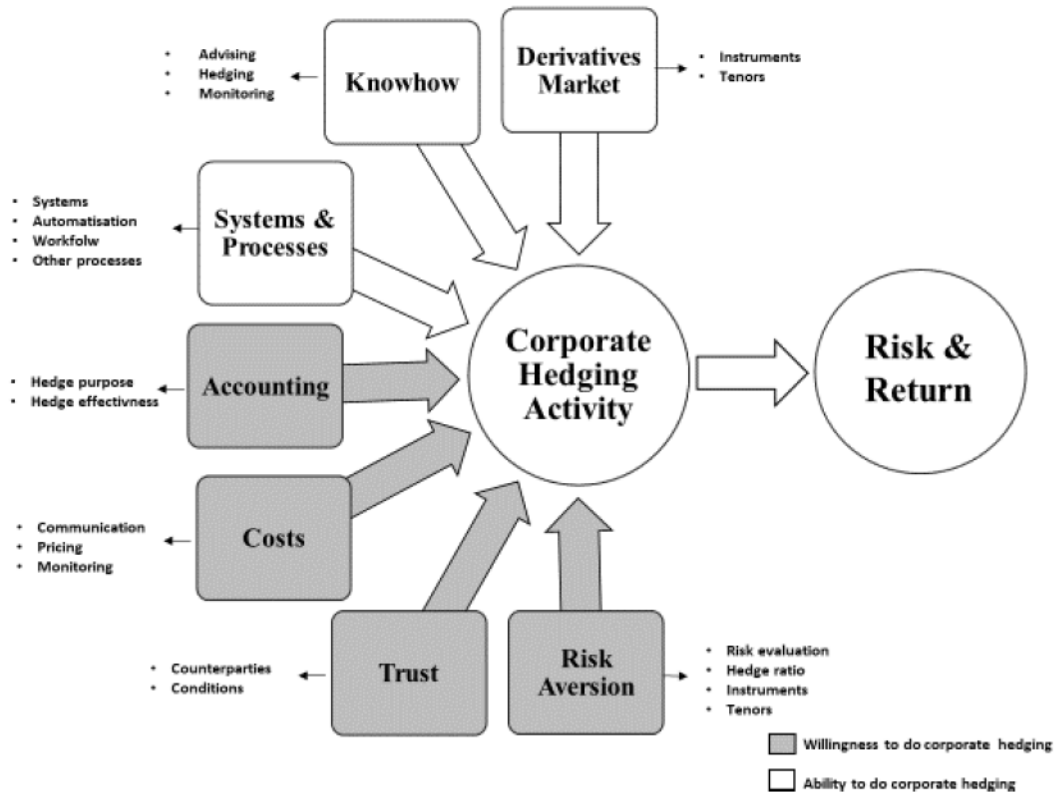 Advising
Hedging
Monitoring
Knowhow
Derivatives
Market
Instruments
Tenors
Systems
Automatisation
Workfolw
Other processes
Systems &
Processes
Hedge purpose
Hedge effectivness
Accounting
Corporate
Hedging
Activity
Risk &
Return
Communication
Pricing
Monitoring
Costs
Counterparties
Conditions
Trust
Risk
Aversion
Risk evaluation
Hedge ratio
Instruments
Tenors
Willingness to do corporate hedging
Ability to do corporate hedging